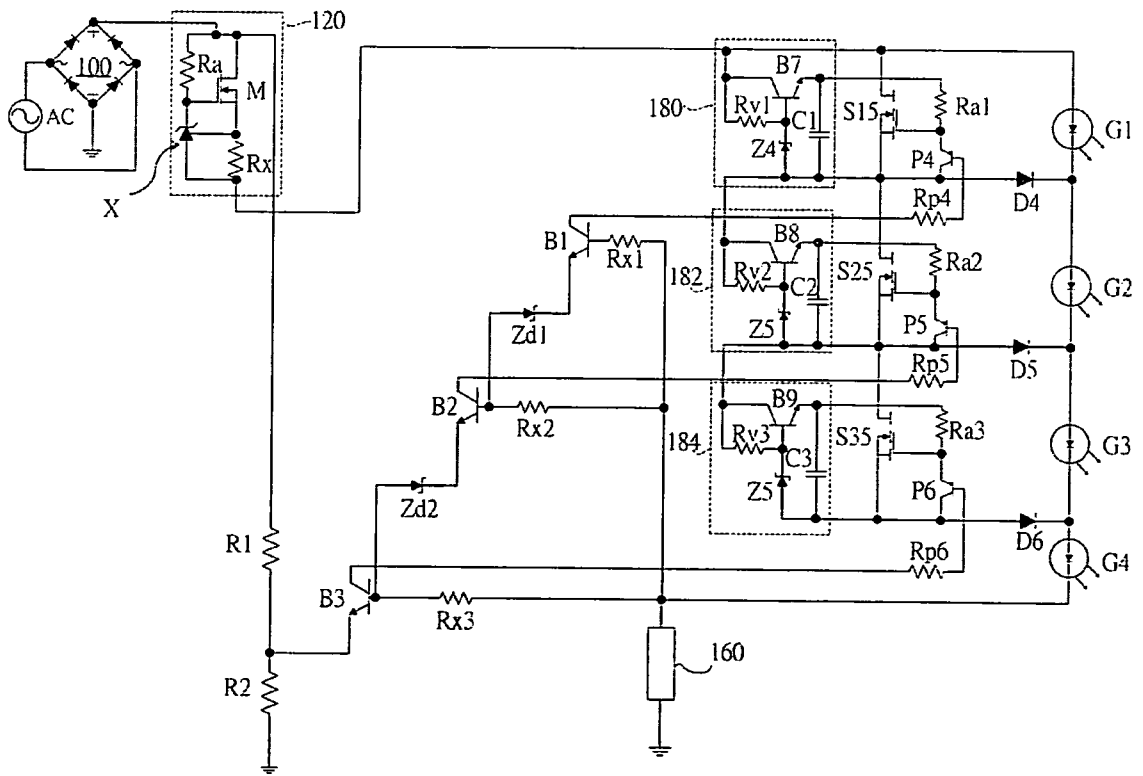 120
+
100
~
~
-
AC
Ra
M
Rx
X
180
B7
Rv1
C1
Z4
S15
Ra1
P4
G1
D4
Rp4
B1
Rx1
182
B8
Rv2
C2
Z5
S25
Ra2
P5
G2
Zd1
D5
Rp5
B2
Rx2
184
B9
Rv3
C3
Z5
S35
Ra3
P6
G3
Zd2
D6
Rp6
G4
R1
B3
Rx3
160
R2